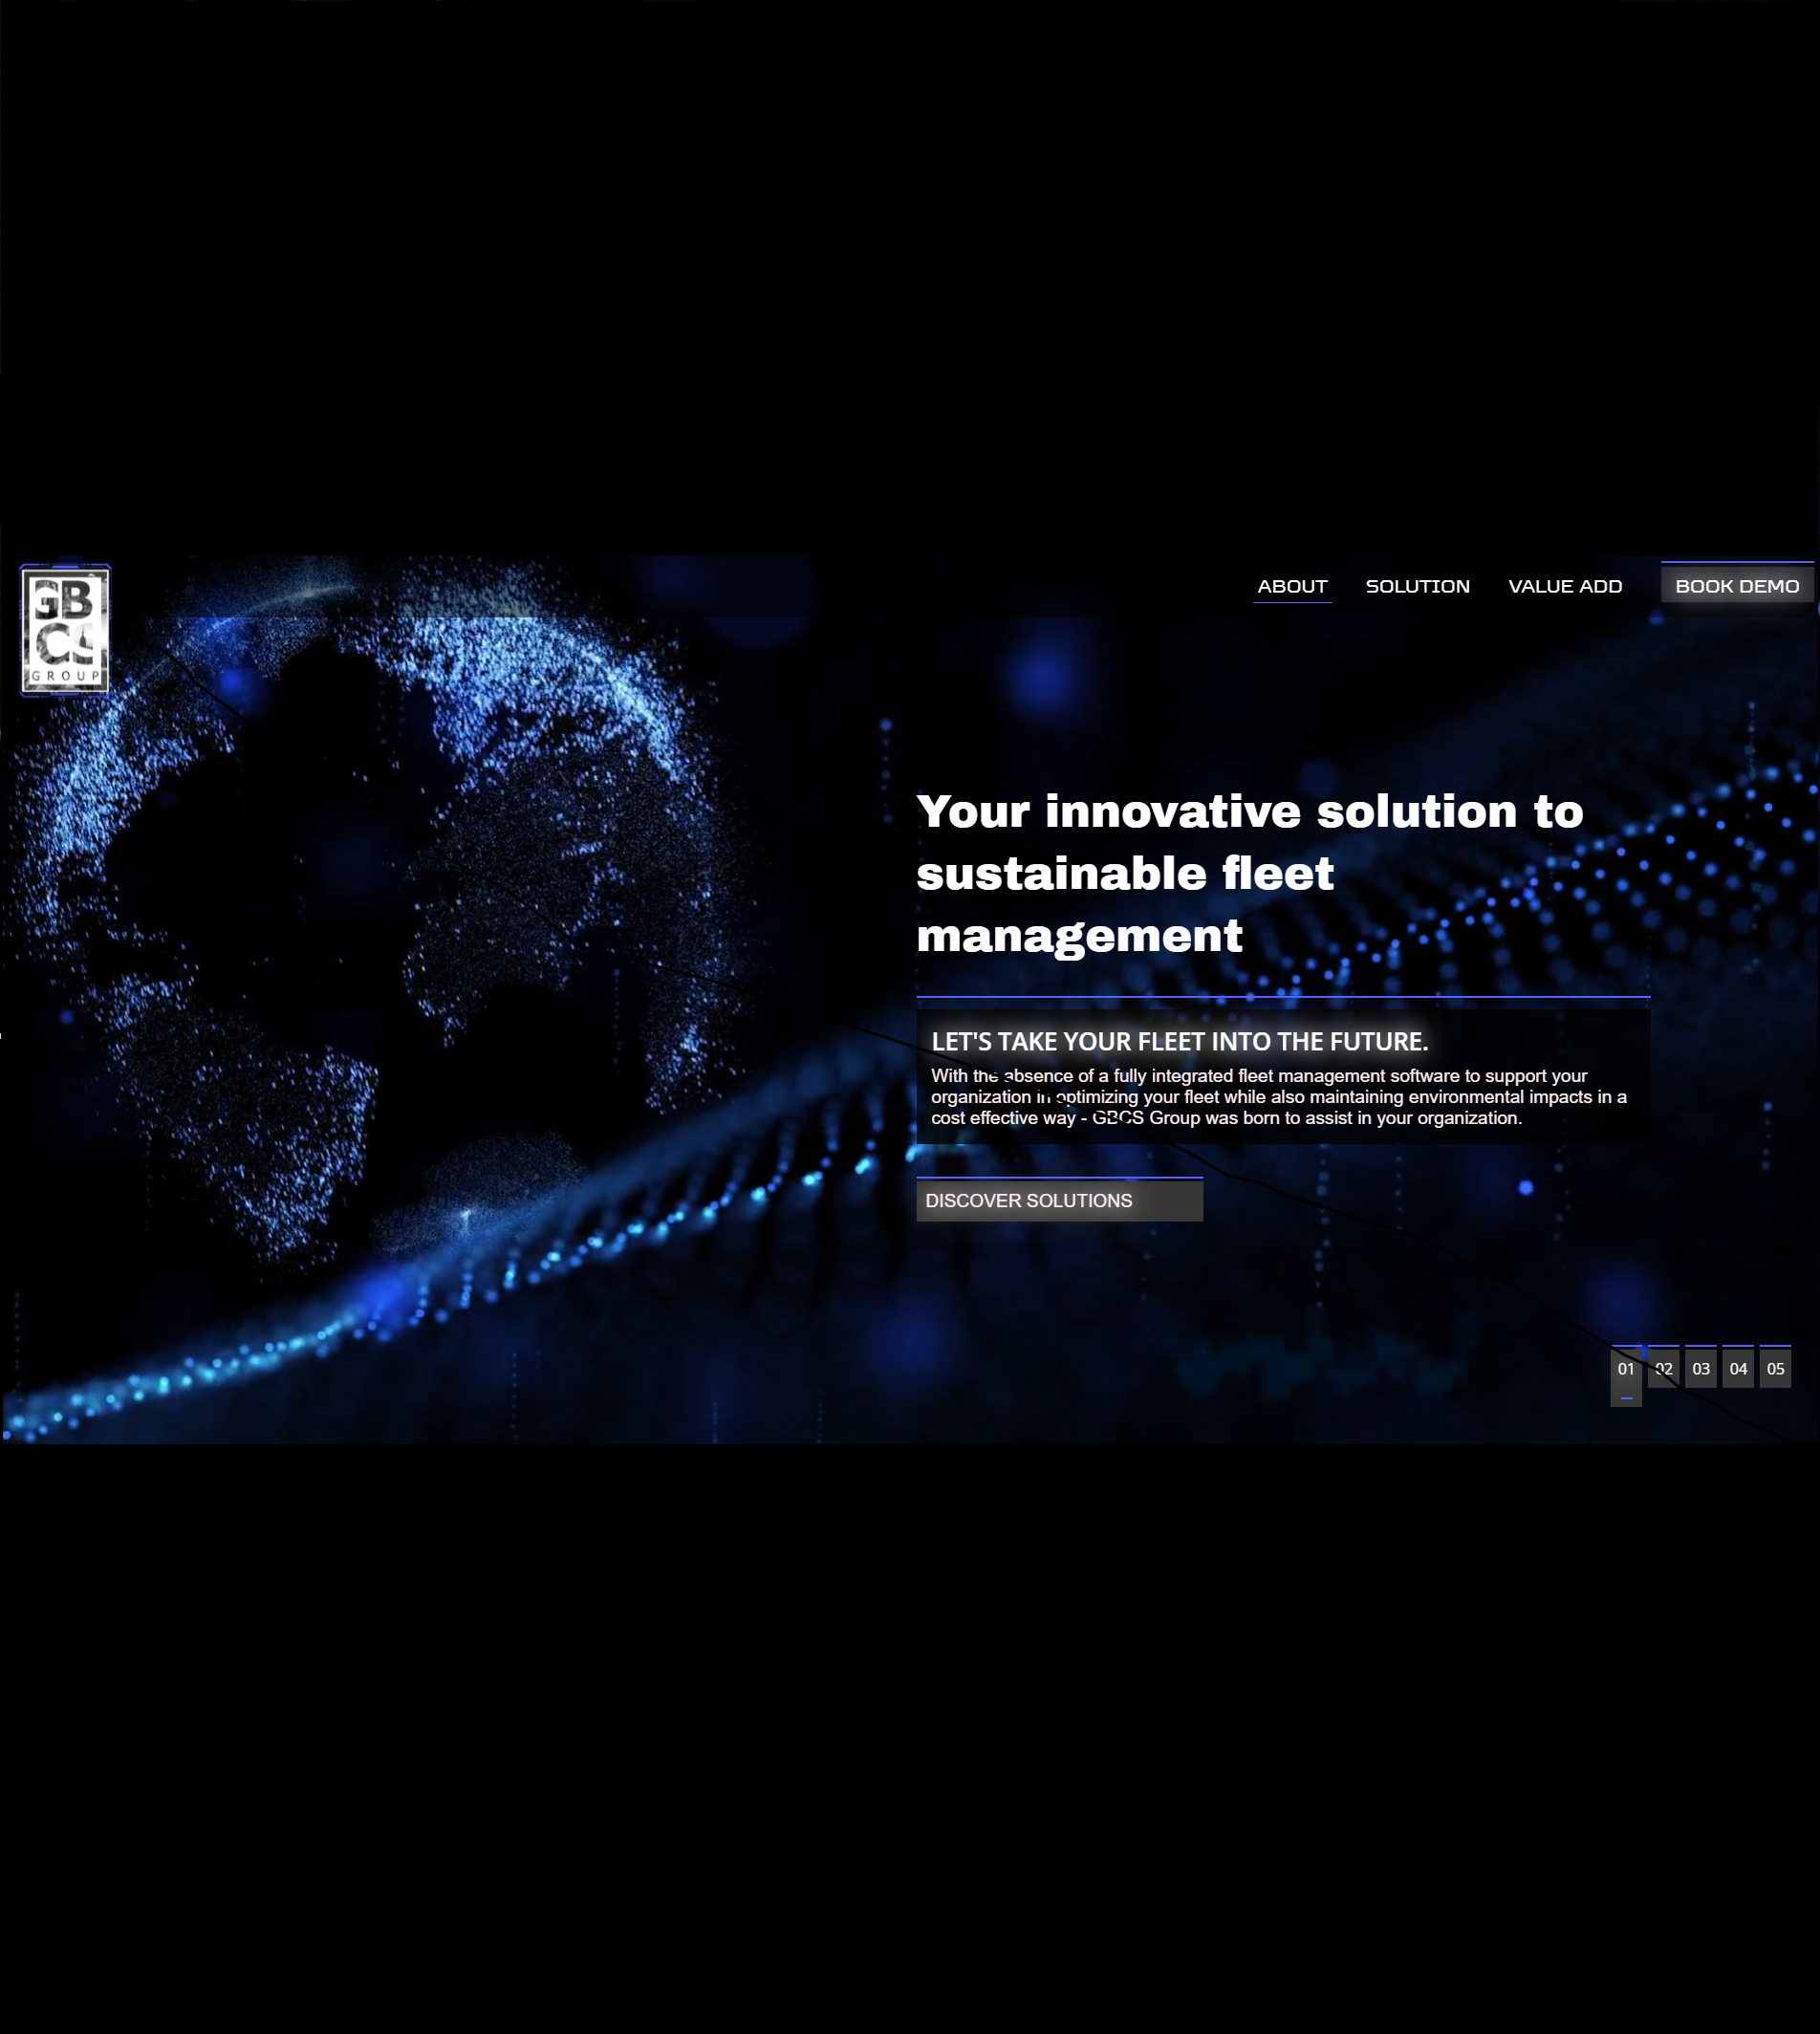 GB
CS
GROUP
ABOUT SOLUTION VALUE ADD BOOK DEMO
Your innovative solution to
sustainable fleet
management
LET'S TAKE YOUR FLEET INTO THE FUTURE.
With the absence of a fully integrated fleet management software to support your
organization in optimizing your fleet while also maintaining environmental impacts in a
cost effective way - GBCS Group was born to assist in your organization.
DISCOVER SOLUTIONS
01 02 03 04 05